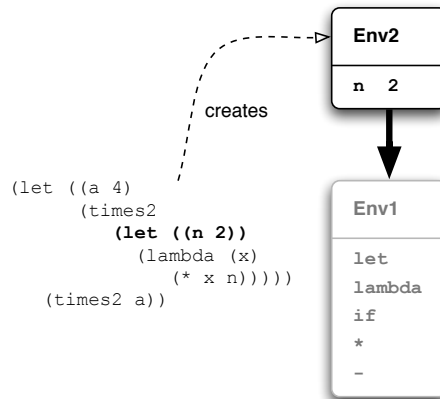 Env2
n 2
creates
(let ((a 4)
(times2
(let ((n 2))
(lambda (x)
(* x n)))))
(times2 a))
Env1
let
lambda
if
*
-